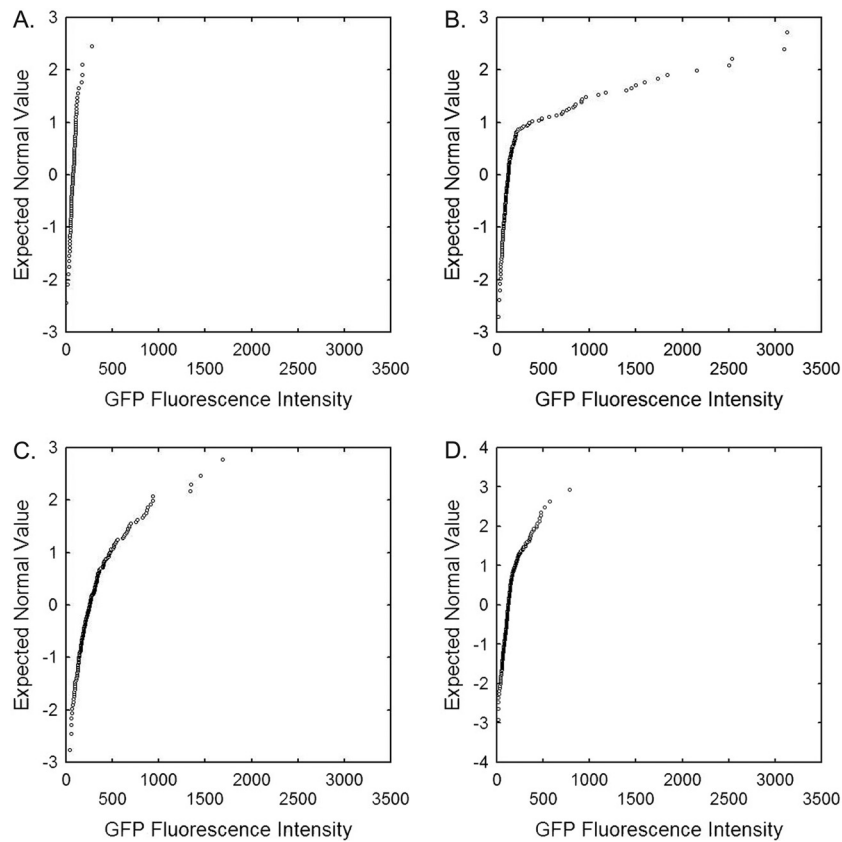 A.
3
2
1
0
-1
-2
-3
Expected Normal Value
0 1000 2000 3000
500 1500 2500 3500
GFP Fluorescence Intensity
B.
3
2
1
0
-1
-2
-3
Expected Normal Value
0 1000 2000 3000
500 1500 2500 3500
GFP Fluorescence Intensity
C.
3
2
1
0
-1
-2
-3
Expected Normal Value
0 1000 2000 3000
500 1500 2500 3500
GFP Fluorescence Intensity
D.
4
3
2
1
0
-1
-2
-3
-4
Expected Normal Value
0 1000 2000 3000
500 1500 2500 3500
GFP Fluorescence Intensity